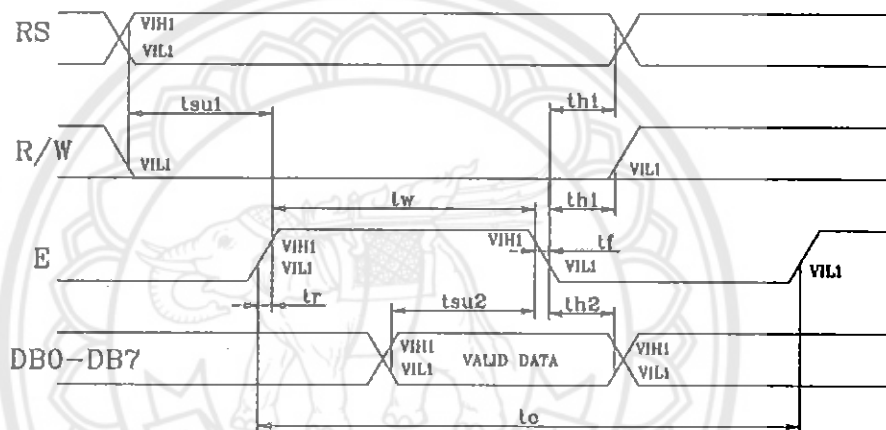 RS
VIH1
VIL1
tsu1
th1
R/W
VIL1
VIL1
tw
th1
E
VIH1
VIL1
VIH1
tf
VIL1
VIL1
tr
tsu2
th2
DB0-DB7
VIH1
VIL1
VALID DATA
VIH1
VIL1
tc